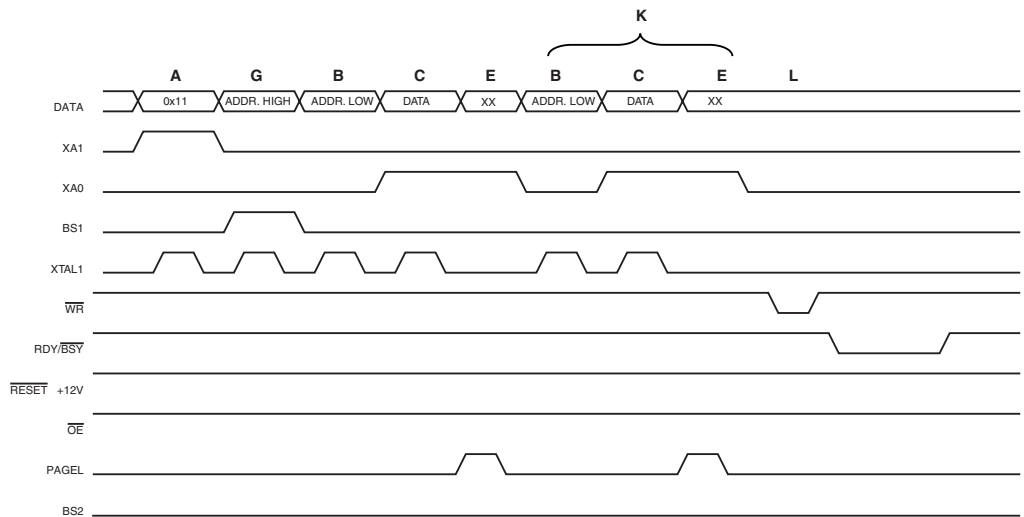 K
A G B C E B C E L
DATA 0x11 ADDR. HIGH ADDR. LOW DATA XX ADDR. LOW DATA XX
XA1
XA0
BS1
XTAL1
WR
RDY/BSY
RESET +12V
OE
PAGEL
BS2